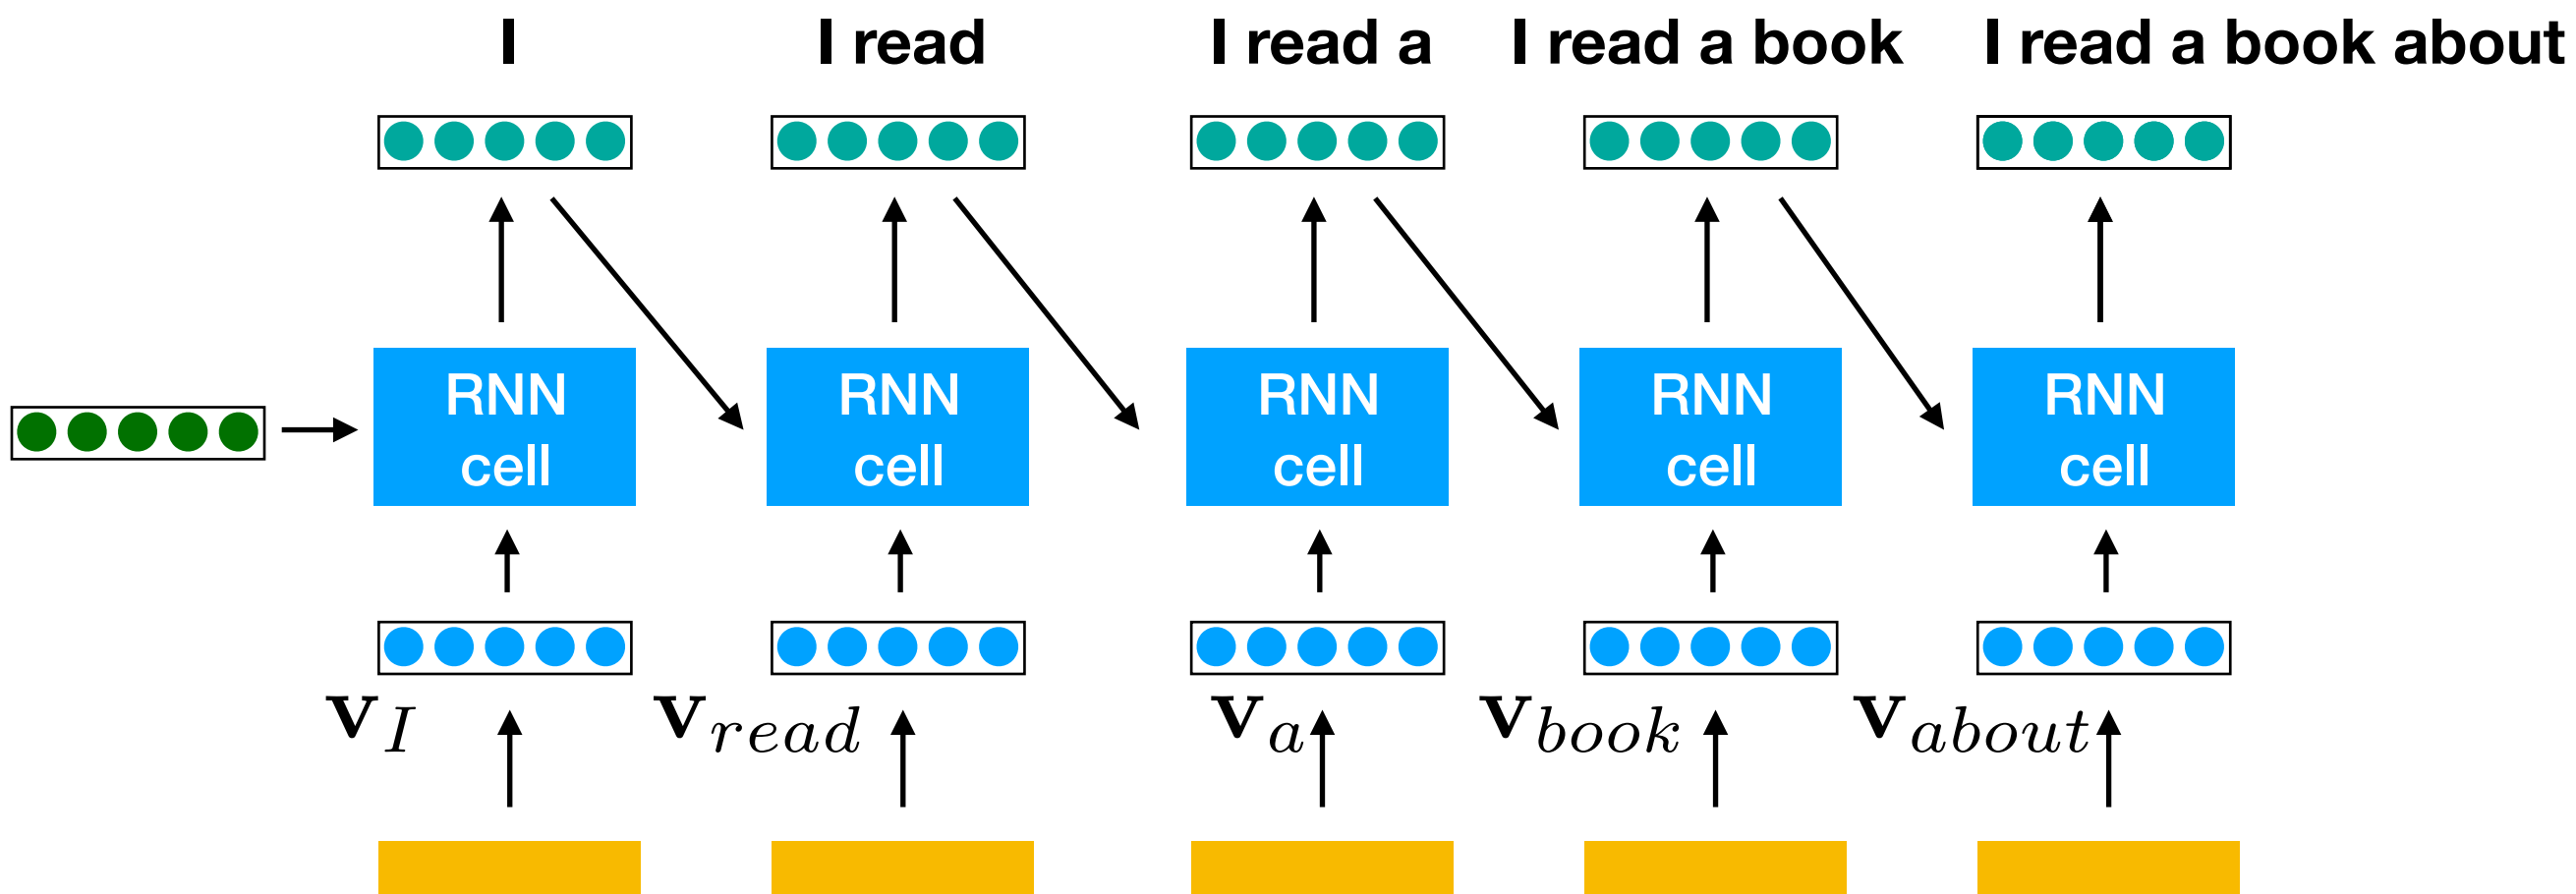 I
I read
I read a
I read a book
I read a book about
RNN
cell
RNN
cell
RNN
cell
RNN
cell
RNN
cell
v_I
v_read
v_a
v_book
v_about